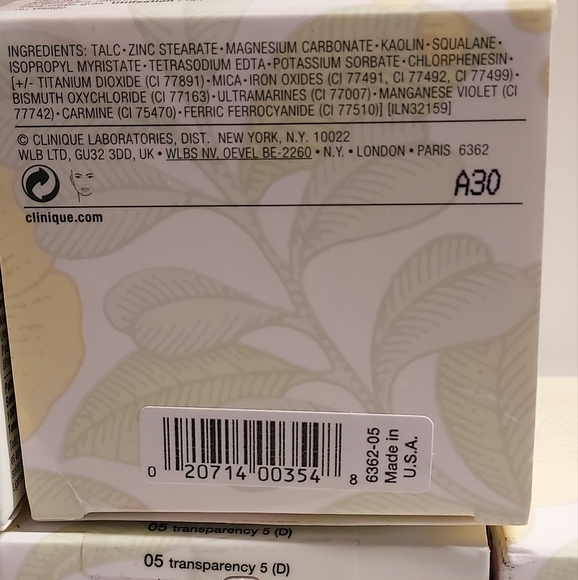 INGREDIENTS: TALC•ZINC STEARATE•MAGNESIUM CARBONATE•KAOLIN•SQUALANE•
ISOPROPYL MYRISTATE•TETRASODIUM EDTA•POTASSIUM SORBATE•CHLORPHENESIN•
[+/- TITANIUM DIOXIDE (CI 77891)•MICA•IRON OXIDES (CI 77491, CI 77492, CI 77499)•
BISMUTH OXYCHLORIDE (CI 77163)•ULTRAMARINES (CI 77007)•MANGANESE VIOLET (CI
77742)•CARMINE (CI 75470)•FERRIC FERROCYANIDE (CI 77510)] [ILN32159]
© CLINIQUE LABORATORIES, DIST. NEW YORK, N.Y. 10022
WLB LTD, GU32 3DD, UK • WLBS NV, OEVEL BE-2260 • N.Y. • LONDON • PARIS 6362
A30
clinique.com
0 20714 00354 8
6362-05
Made in
U.S.A.
05 transparency 5 (D)
05 transparency 5 (D)